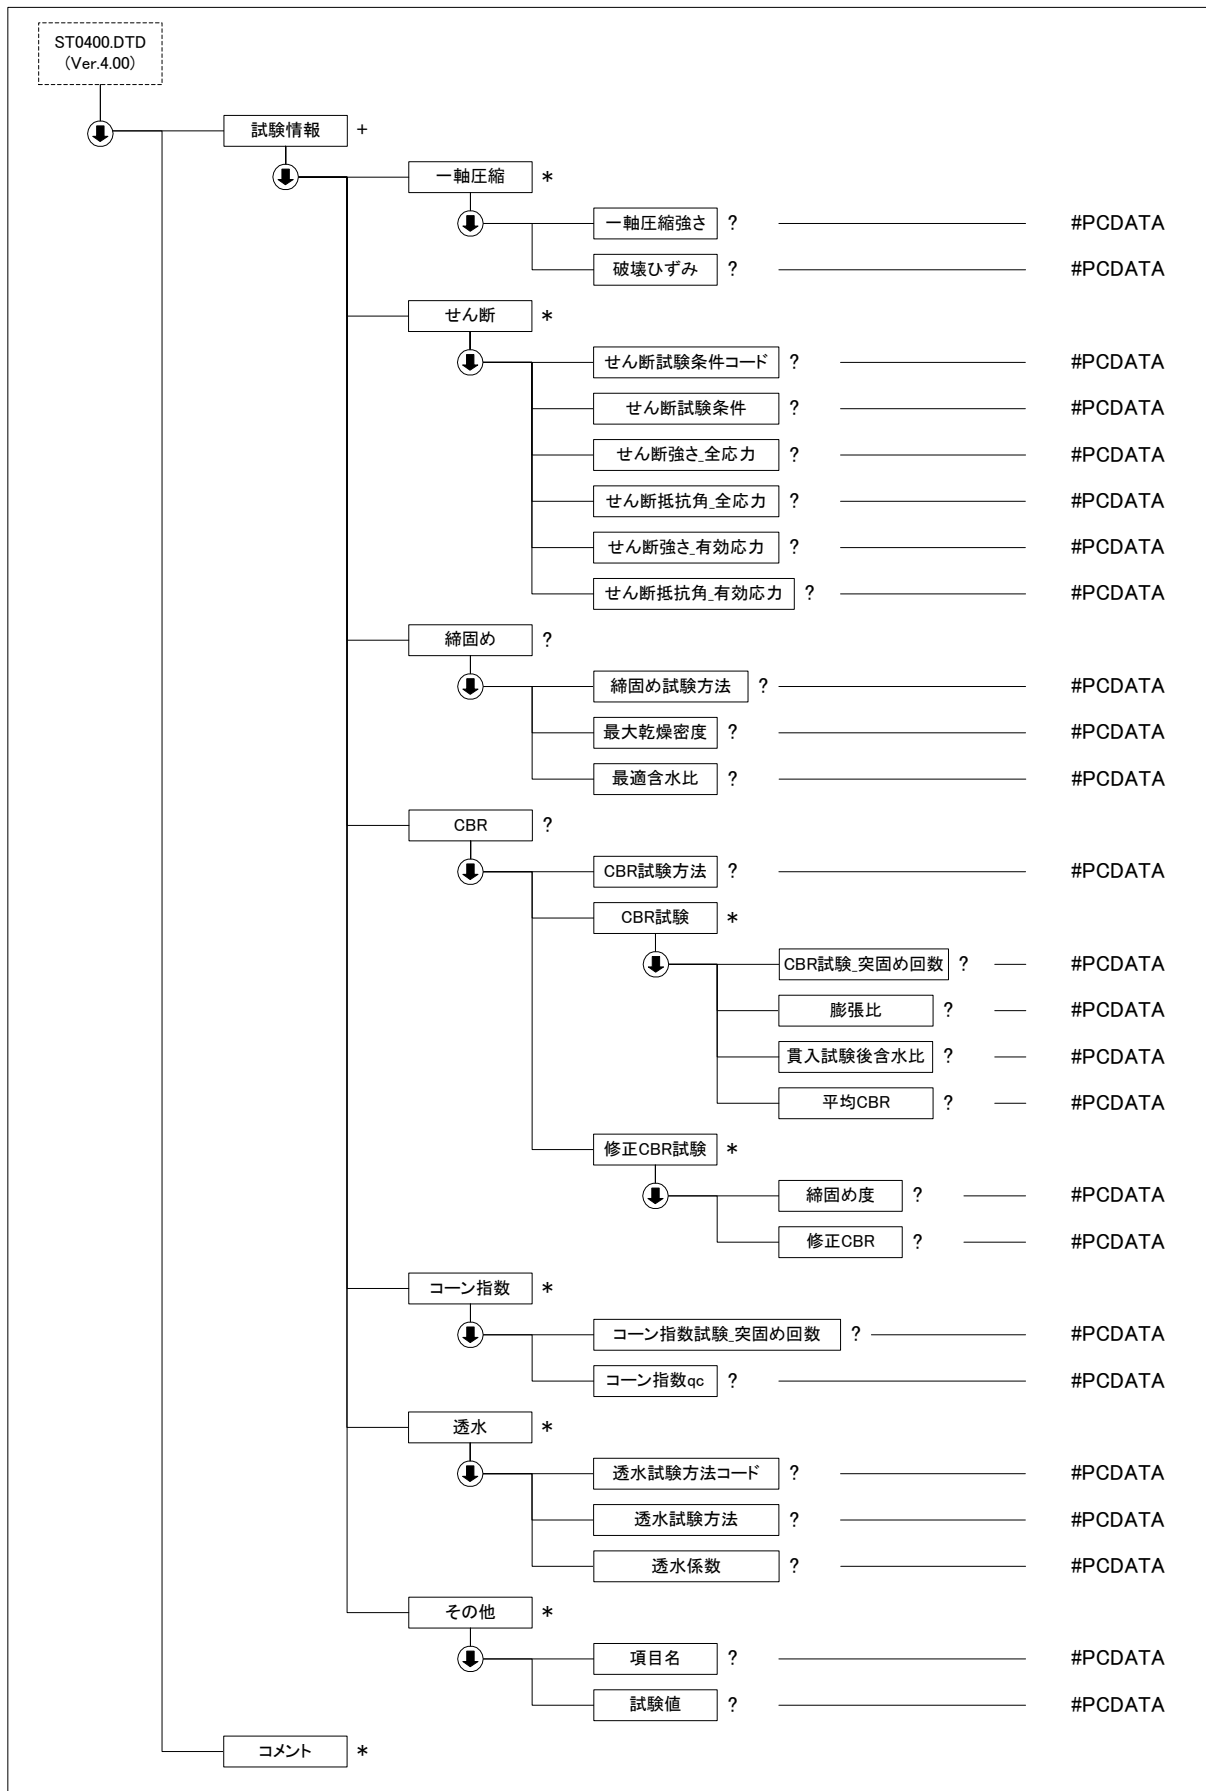 ST0400.DTD
(Ver.4.00)
試験情報 +
一軸圧縮 *
一軸圧縮強さ ? #PCDATA
破壊ひずみ ? #PCDATA
せん断 *
せん断試験条件コード ? #PCDATA
せん断試験条件 ? #PCDATA
せん断強さ_全応力 ? #PCDATA
せん断抵抗角_全応力 ? #PCDATA
せん断強さ_有効応力 ? #PCDATA
せん断抵抗角_有効応力 ? #PCDATA
締固め ?
締固め試験方法 ? #PCDATA
最大乾燥密度 ? #PCDATA
最適含水比 ? #PCDATA
CBR ?
CBR試験方法 ? #PCDATA
CBR試験 *
CBR試験_突固め回数 ? #PCDATA
膨張比 ? #PCDATA
貫入試験後含水比 ? #PCDATA
平均CBR ? #PCDATA
修正CBR試験 *
締固め度 ? #PCDATA
修正CBR ? #PCDATA
コーン指数 *
コーン指数試験_突固め回数 ? #PCDATA
コーン指数qc ? #PCDATA
透水 *
透水試験方法コード ? #PCDATA
透水試験方法 ? #PCDATA
透水係数 ? #PCDATA
その他 *
項目名 ? #PCDATA
試験値 ? #PCDATA
コメント *